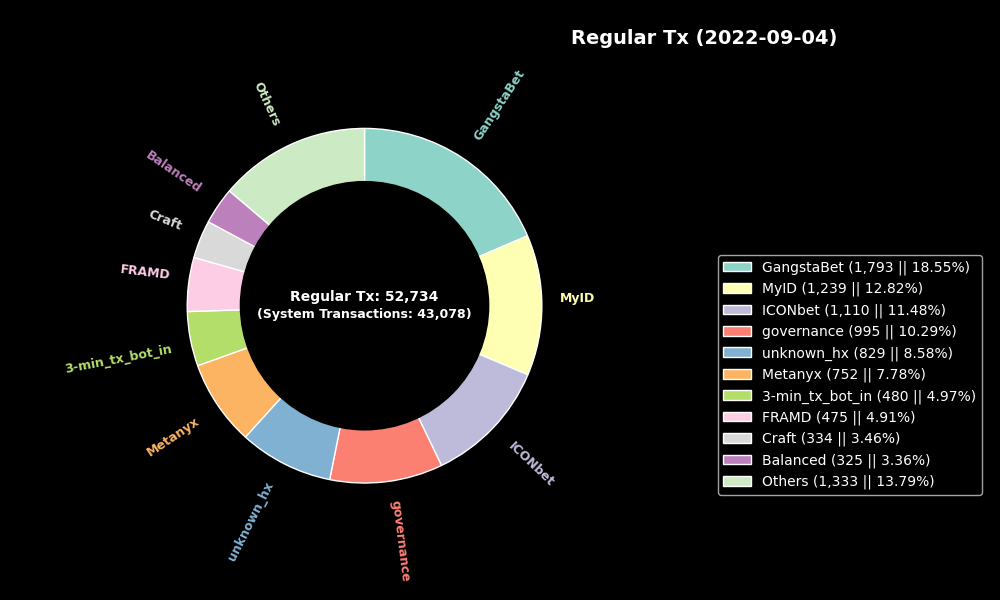 Regular Tx (2022-09-04)
GangstaBet
Others
Balanced
Craft
FRAMD
MyID
Regular Tx: 52,734
(System Transactions: 43,078)
3-min_tx_bot_in
Metanyx
ICONbet
unknown_hx
governance
GangstaBet (1,793 || 18.55%)
MyID (1,239 || 12.82%)
ICONbet (1,110 || 11.48%)
governance (995 || 10.29%)
unknown_hx (829 || 8.58%)
Metanyx (752 || 7.78%)
3-min_tx_bot_in (480 || 4.97%)
FRAMD (475 || 4.91%)
Craft (334 || 3.46%)
Balanced (325 || 3.36%)
Others (1,333 || 13.79%)